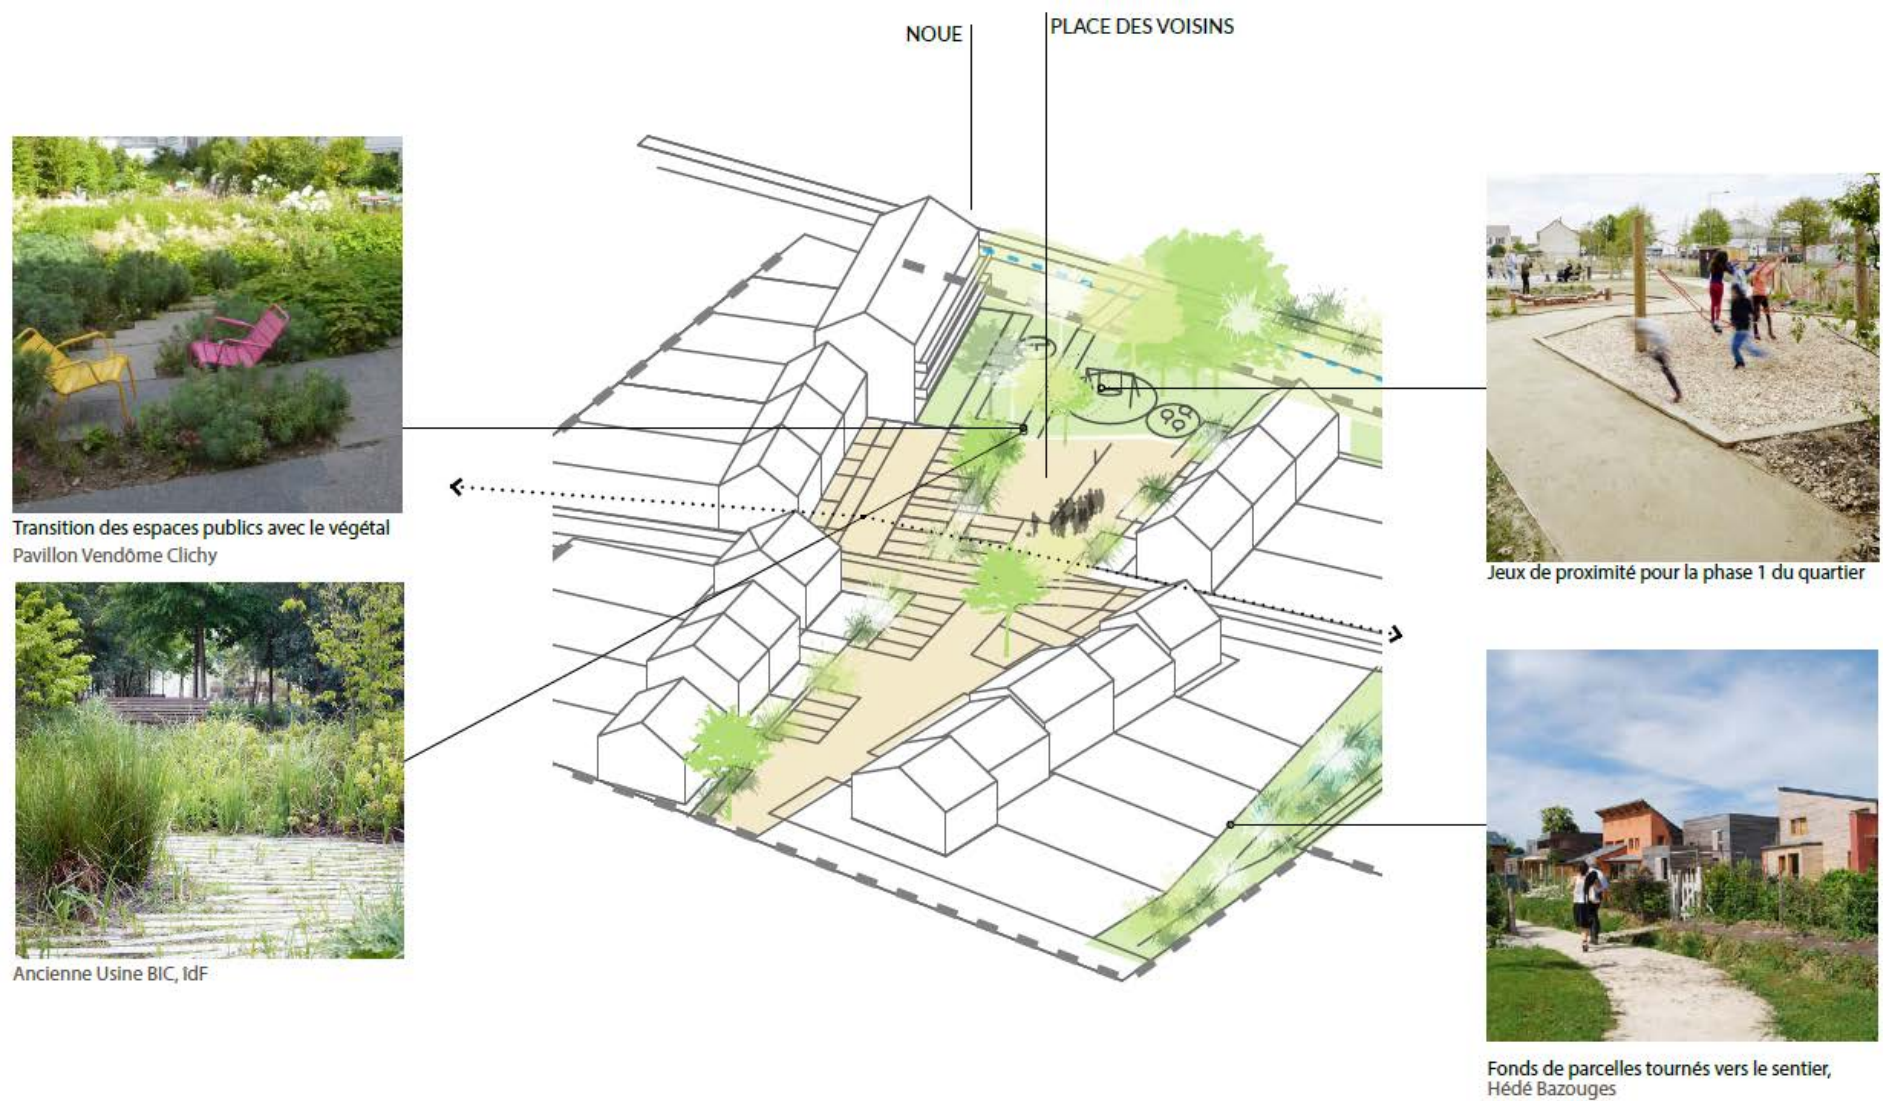 NOUE
PLACE DES VOISINS
Transition des espaces publics avec le végétal
Pavillon Vendôme Clichy
Ancienne Usine BIC, IdF
Jeux de proximité pour la phase 1 du quartier
Fonds de parcelles tournés vers le sentier,
Hédé Bazouges